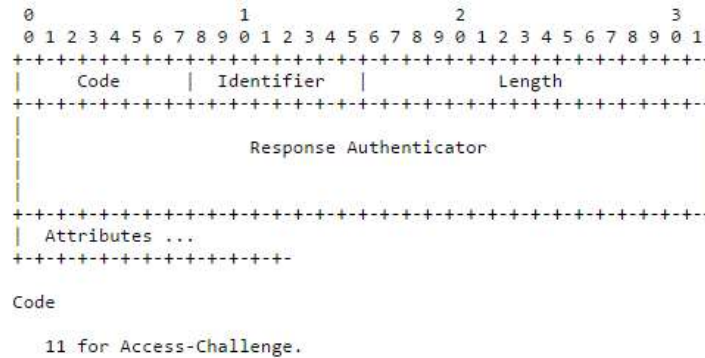 0                   1                   2                   3
 0 1 2 3 4 5 6 7 8 9 0 1 2 3 4 5 6 7 8 9 0 1 2 3 4 5 6 7 8 9 0 1
+-+-+-+-+-+-+-+-+-+-+-+-+-+-+-+-+-+-+-+-+-+-+-+-+-+-+-+-+-+-+-+-
|     Code      |  Identifier   |            Length
+-+-+-+-+-+-+-+-+-+-+-+-+-+-+-+-+-+-+-+-+-+-+-+-+-+-+-+-+-+-+-+-
|
|                     Response Authenticator
|
|
+-+-+-+-+-+-+-+-+-+-+-+-+-+-+-+-+-+-+-+-+-+-+-+-+-+-+-+-+-+-+-+-
|  Attributes ...
+-+-+-+-+-+-+-+-+-+-+-+-+-

Code

   11 for Access-Challenge.